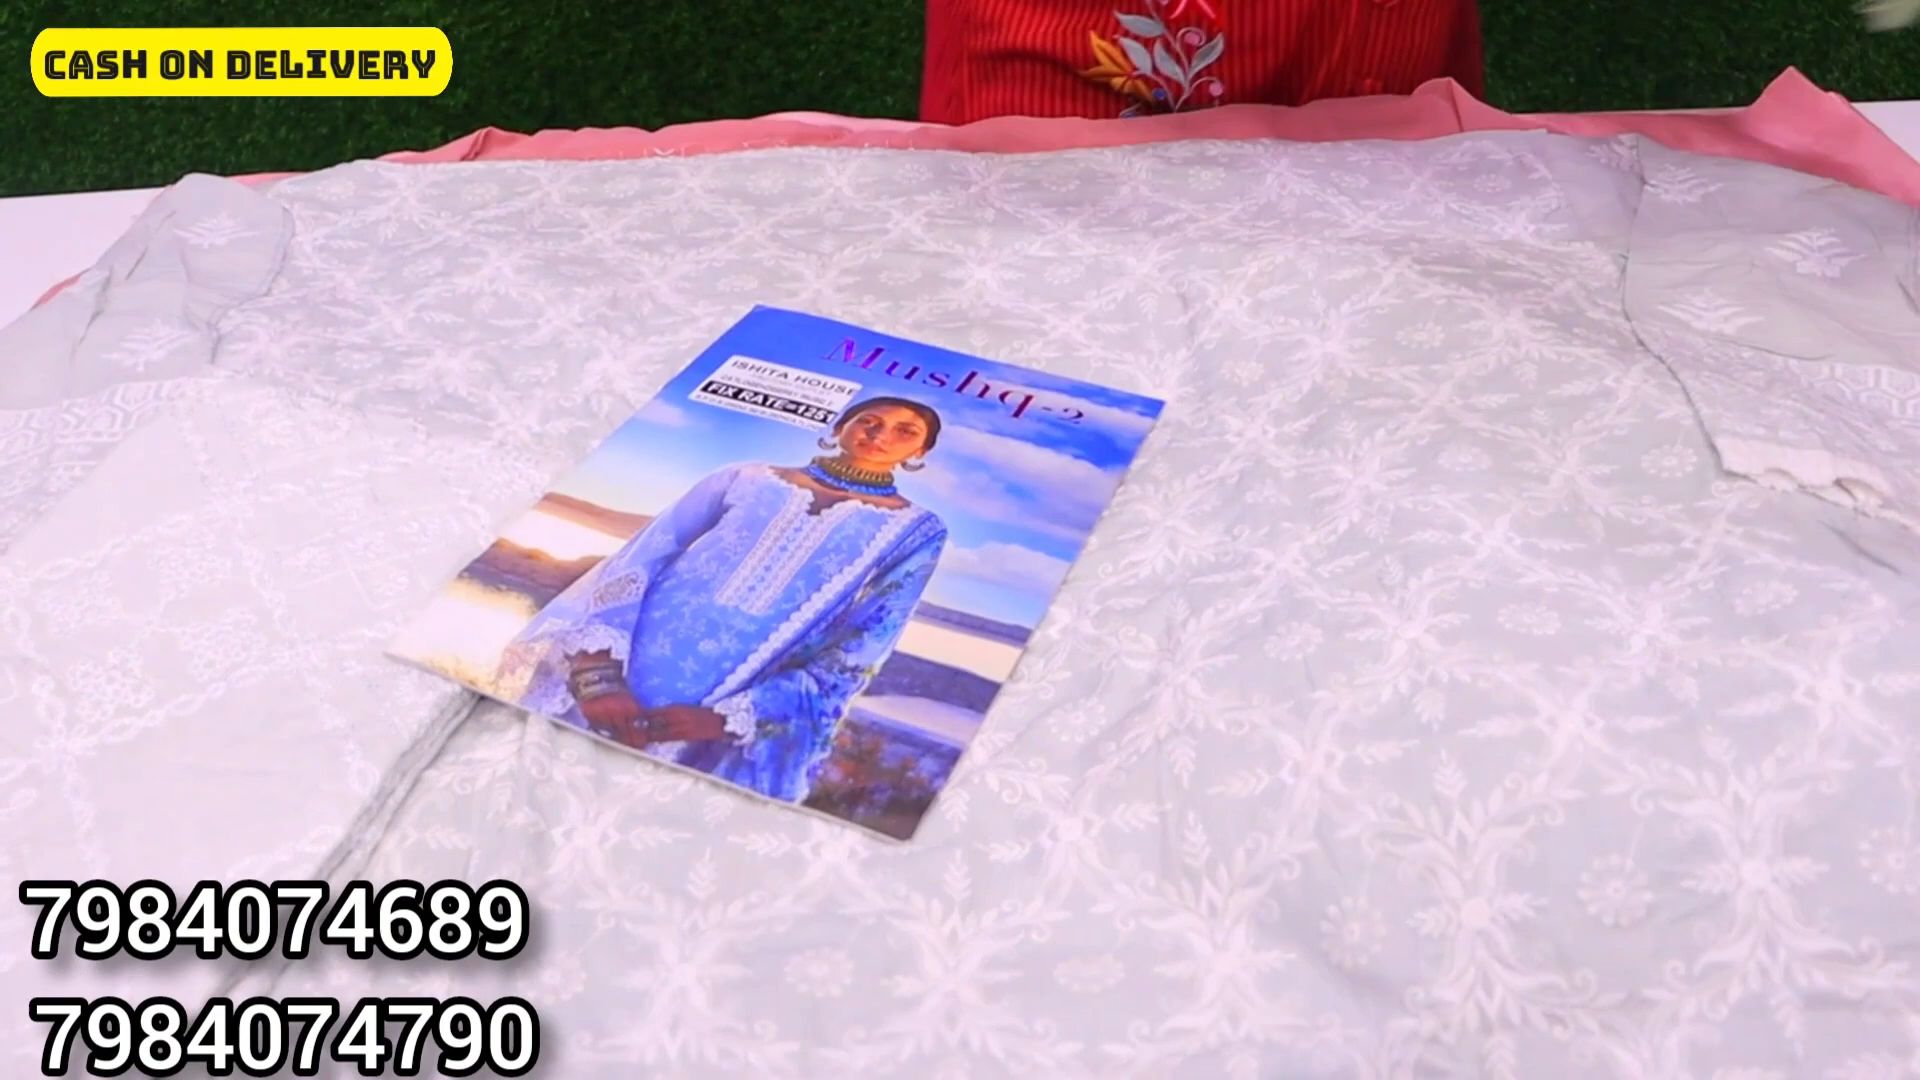 CASH ON DELIVERY
Mushq-2
ISHITA HOUSE
FIX RATE=1251
7984074689
7984074790